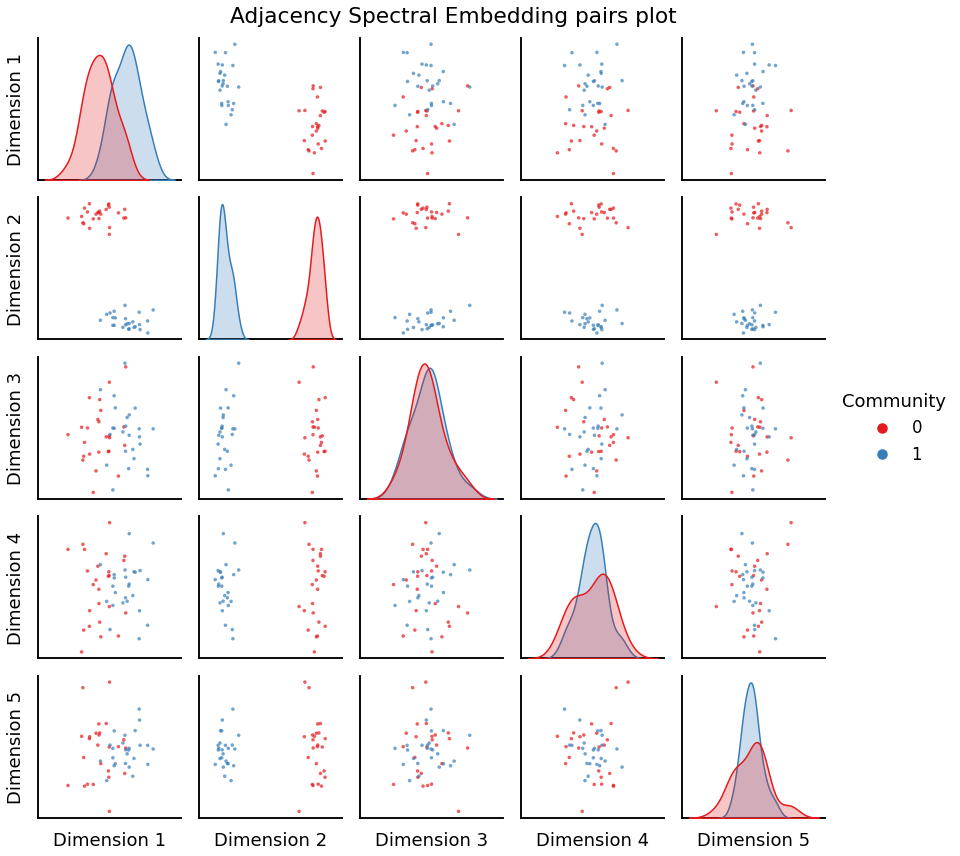 Adjacency Spectral Embedding pairs plot
Dimension 1
Dimension 2
Dimension 3
Dimension 4
Dimension 5
Community
0
1
Dimension 1
Dimension 2
Dimension 3
Dimension 4
Dimension 5